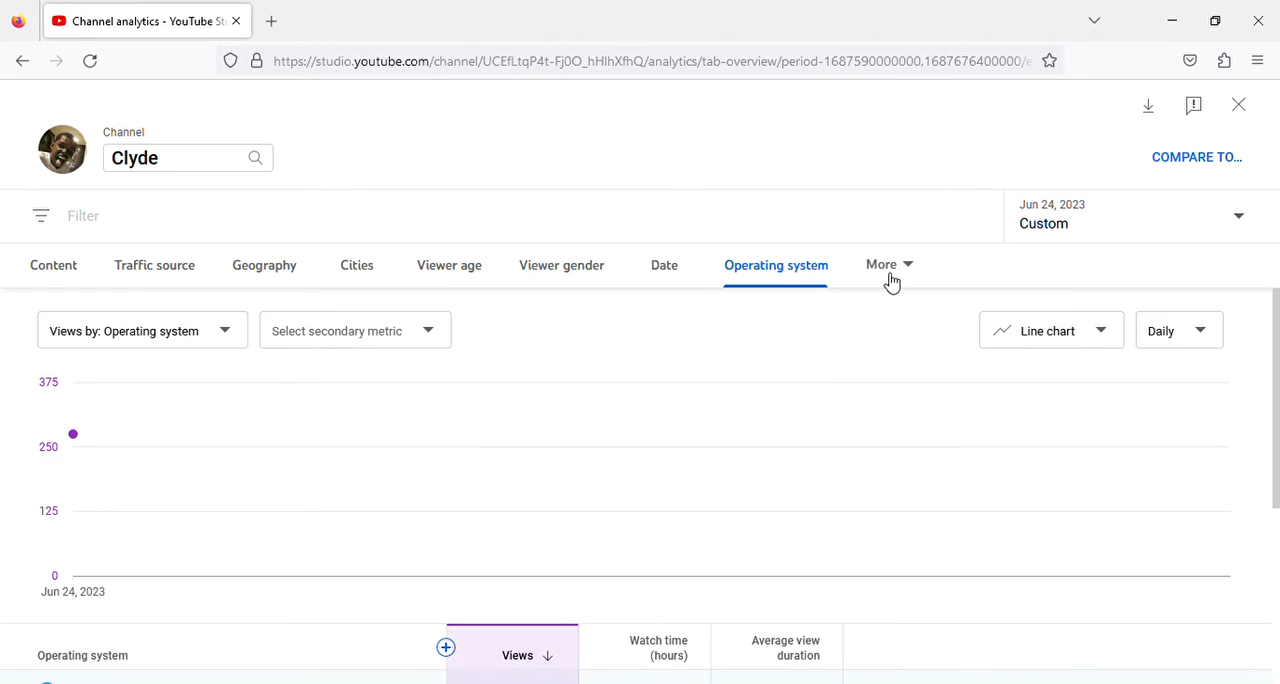 Channel analytics - YouTube St
https://studio.youtube.com/channel/UCEfLtqP4t-Fj0O_hHlhXfhQ/analytics/tab-overview/period-1687590000000,1687676400000/e
Channel
Clyde
COMPARE TO...
Filter
Jun 24, 2023
Custom
Content Traffic source Geography Cities Viewer age Viewer gender Date Operating system More
Views by: Operating system Select secondary metric Line chart Daily
375
250
125
0
Jun 24, 2023
Operating system Views Watch time (hours) Average view duration